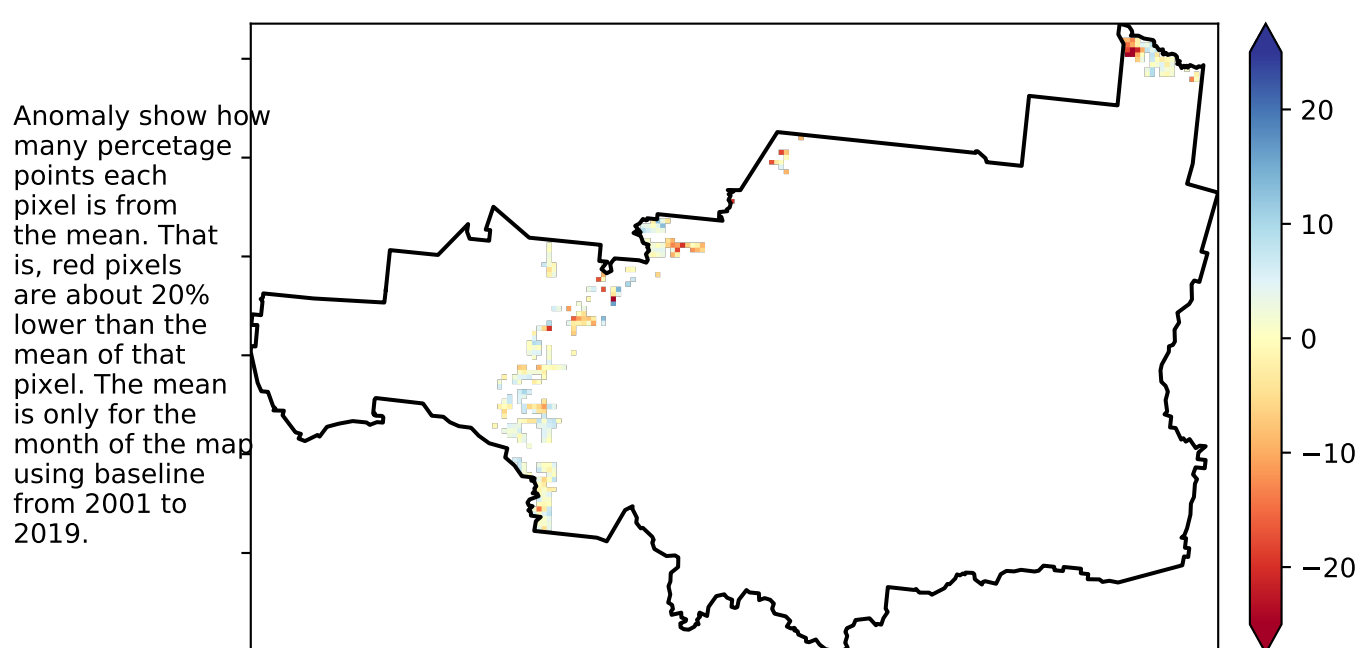 Anomaly show how
many percetage
points each
pixel is from
the mean. That
is, red pixels
are about 20%
lower than the
mean of that
pixel. The mean
is only for the
month of the map
using baseline
from 2001 to
2019.
20
10
0
−10
−20